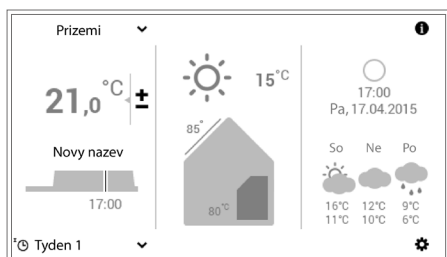 Prizemi
21,0 °C ±
Novy nazev
17:00
Tyden 1
15°C
85°
80°C
17:00
Pa, 17.04.2015
So Ne Po
16°C 12°C 9°C
11°C 10°C 6°C